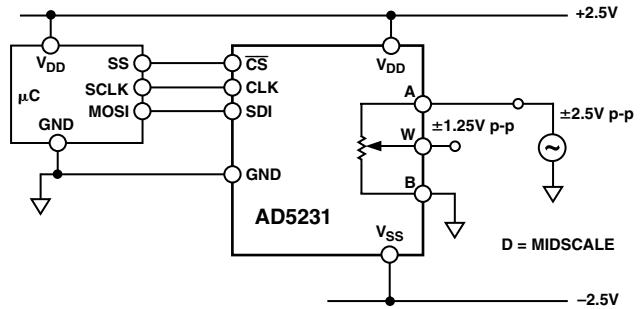 +2.5V
VDD
μC
SS
SCLK
MOSI
GND
CS
CLK
SDI
GND
VDD
A
W
B
±1.25V p-p
±2.5V p-p
~
AD5231
VSS
D = MIDSCALE
–2.5V